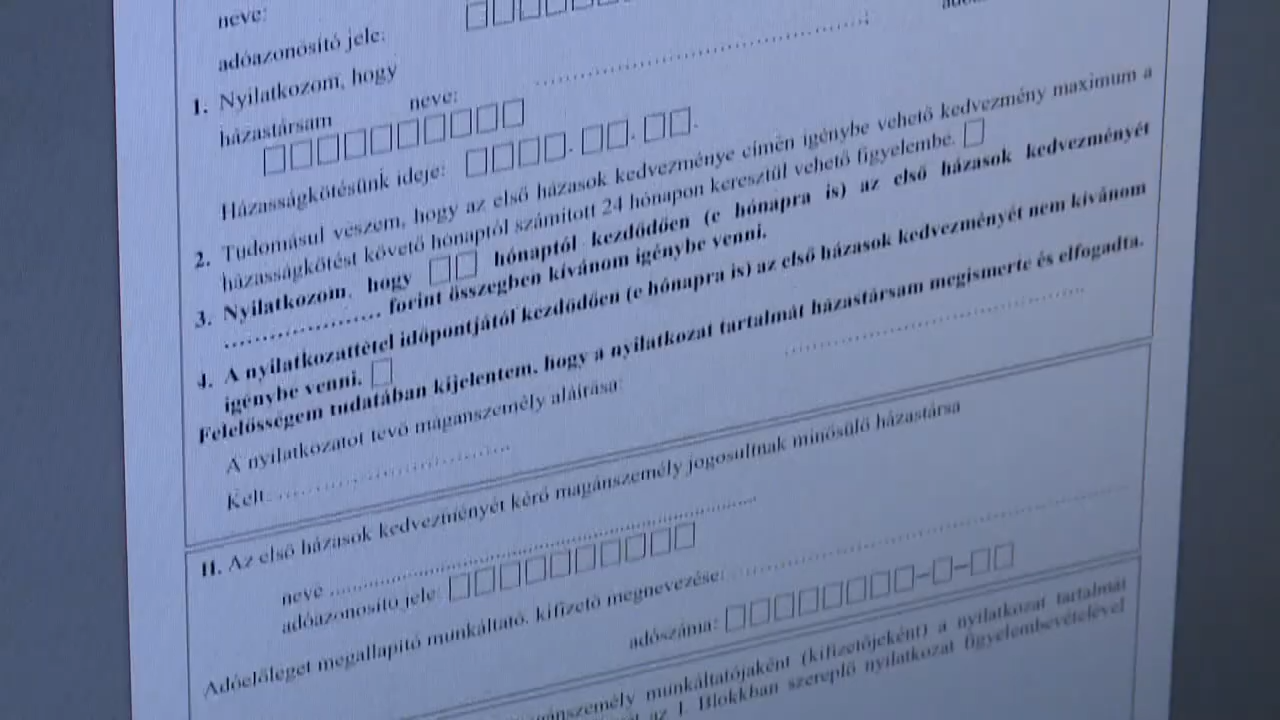 neve:
adóazonosító jele:
1. Nyilatkozom, hogy
házastársam neve: ;
Házasságkötésünk ideje: . . .
2. Tudomásul veszem, hogy az első házasok kedvezménye címén igénybe vehető kedvezmény maximum a
házasságkötést követő hónaptól számított 24 hónapon keresztül vehető figyelembe.
3. Nyilatkozom, hogy hónaptól kezdődően (e hónapra is) az első házasok kedvezményét
................... forint összegben kívánom igénybe venni.
4. A nyilatkozattétel időpontjától kezdődően (e hónapra is) az első házasok kedvezményét nem kívánom
igénybe venni.
Felelősségem tudatában kijelentem, hogy a nyilatkozat tartalmát házastársam megismerte és elfogadta.
A nyilatkozatot tevő magánszemély aláírása:
Kelt
II. Az első házasok kedvezményét kérő magánszemély jogosultnak minősülő házastársa
neve
adóazonosító jele:
Adóelőleget megállapító munkáltató, kifizető megnevezése:
adószáma: – –
munkáltatójaként (kifizetőjeként) a nyilatkozat tartalmát
az I. Blokkban szereplő nyilatkozat figyelembevételével